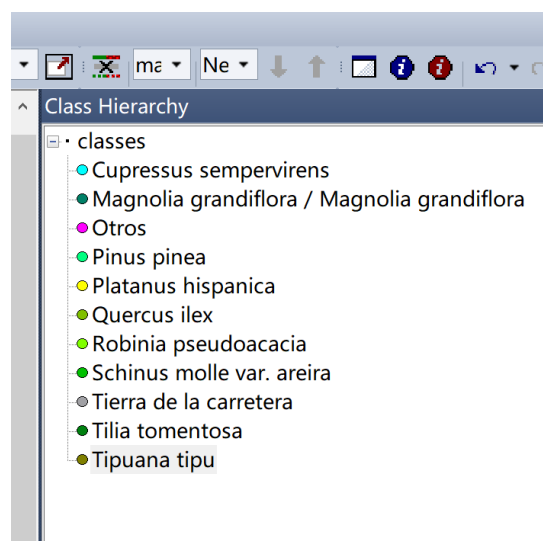 ma Ne
Class Hierarchy
classes
Cupressus sempervirens
Magnolia grandiflora / Magnolia grandiflora
Otros
Pinus pinea
Platanus hispanica
Quercus ilex
Robinia pseudoacacia
Schinus molle var. areira
Tierra de la carretera
Tilia tomentosa
Tipuana tipu